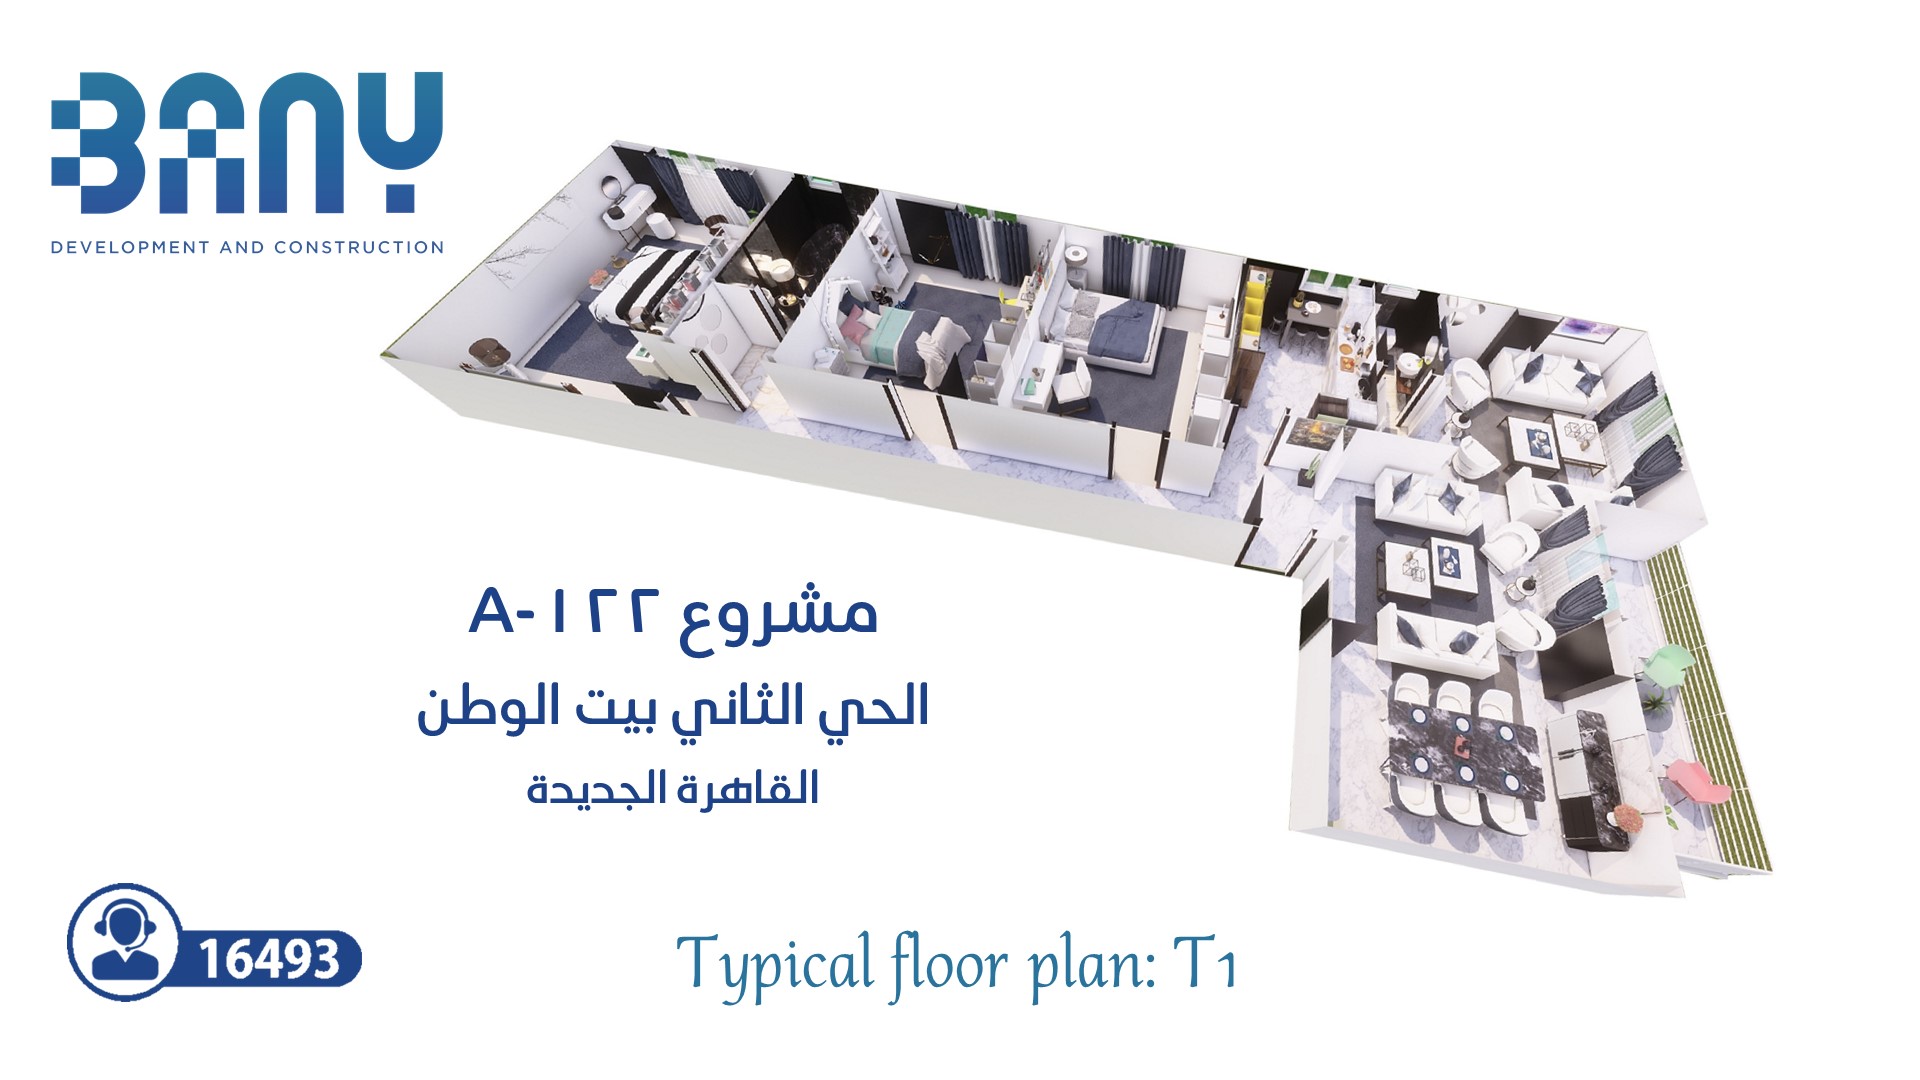 BANY
DEVELOPMENT AND CONSTRUCTION
مشروع A-١٢٢
الحي الثاني بيت الوطن
القاهرة الجديدة
16493
Typical floor plan: T1